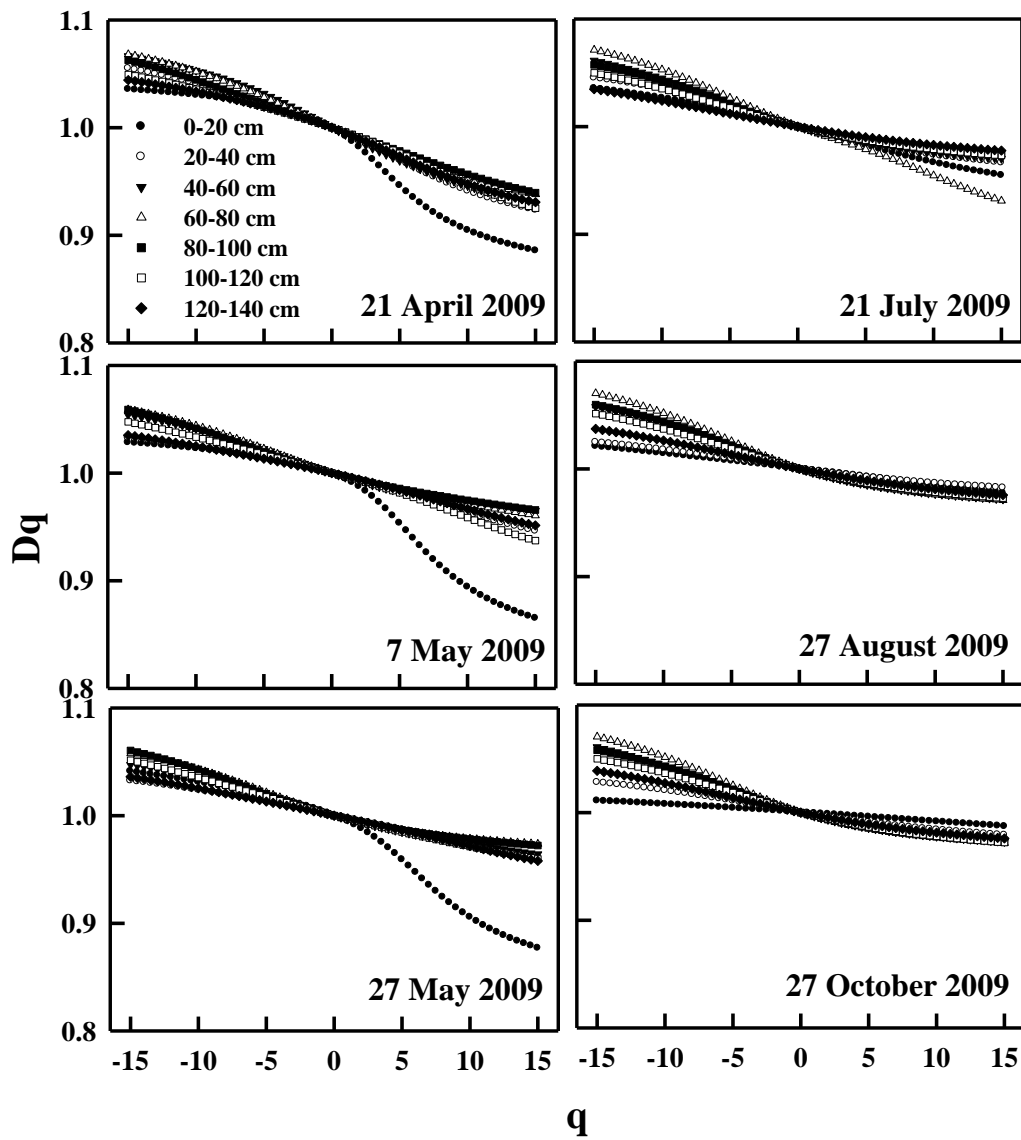 Dq
1.1
1.0
0.9
0.8
0-20 cm
20-40 cm
40-60 cm
60-80 cm
80-100 cm
100-120 cm
120-140 cm
21 April 2009
21 July 2009
1.1
1.0
0.9
0.8
7 May 2009
27 August 2009
1.1
1.0
0.9
0.8
27 May 2009
27 October 2009
-15 -10 -5 0 5 10 15
-15 -10 -5 0 5 10 15
q